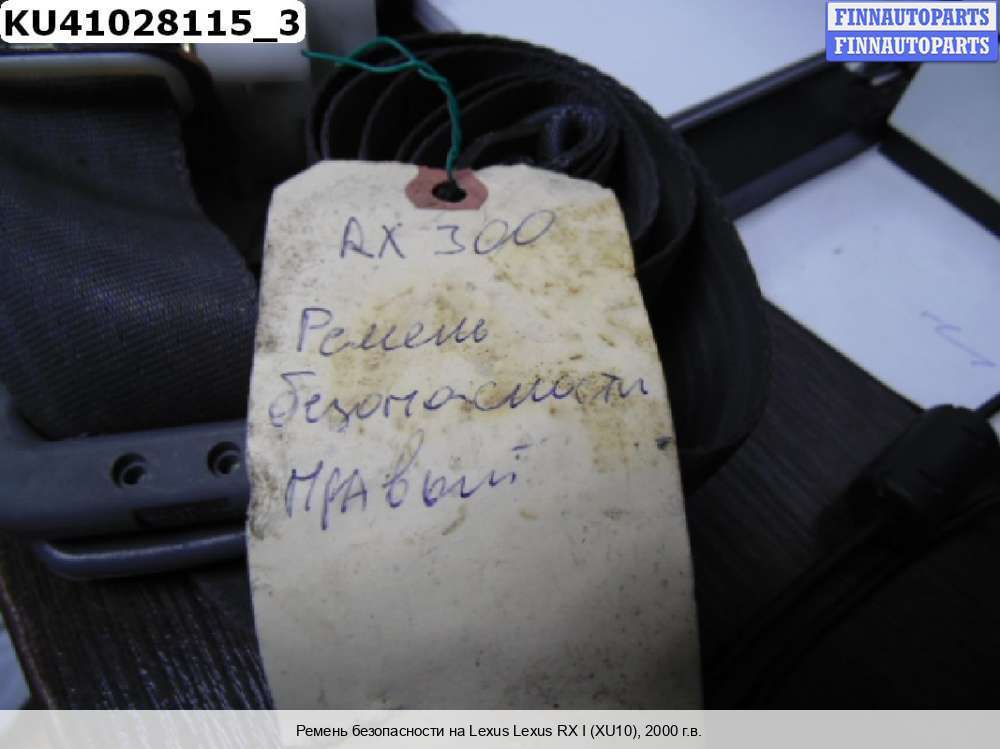 KU41028115_3
FINNAUTOPARTS
FINNAUTOPARTS
RX 300
Ремень
безопасности
правый
Ремень безопасности на Lexus Lexus RX I (XU10), 2000 г.в.